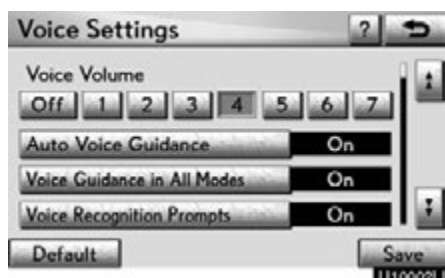 Voice Settings ?
Voice Volume
Off 1 2 3 4 5 6 7
Auto Voice Guidance On
Voice Guidance in All Modes On
Voice Recognition Prompts On
Default Save